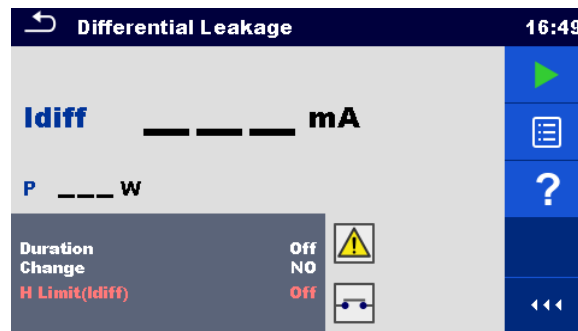 Differential Leakage 16:49
Idiff ___ mA
P ___ W
Duration Off
Change NO
H Limit(Idiff) Off
?